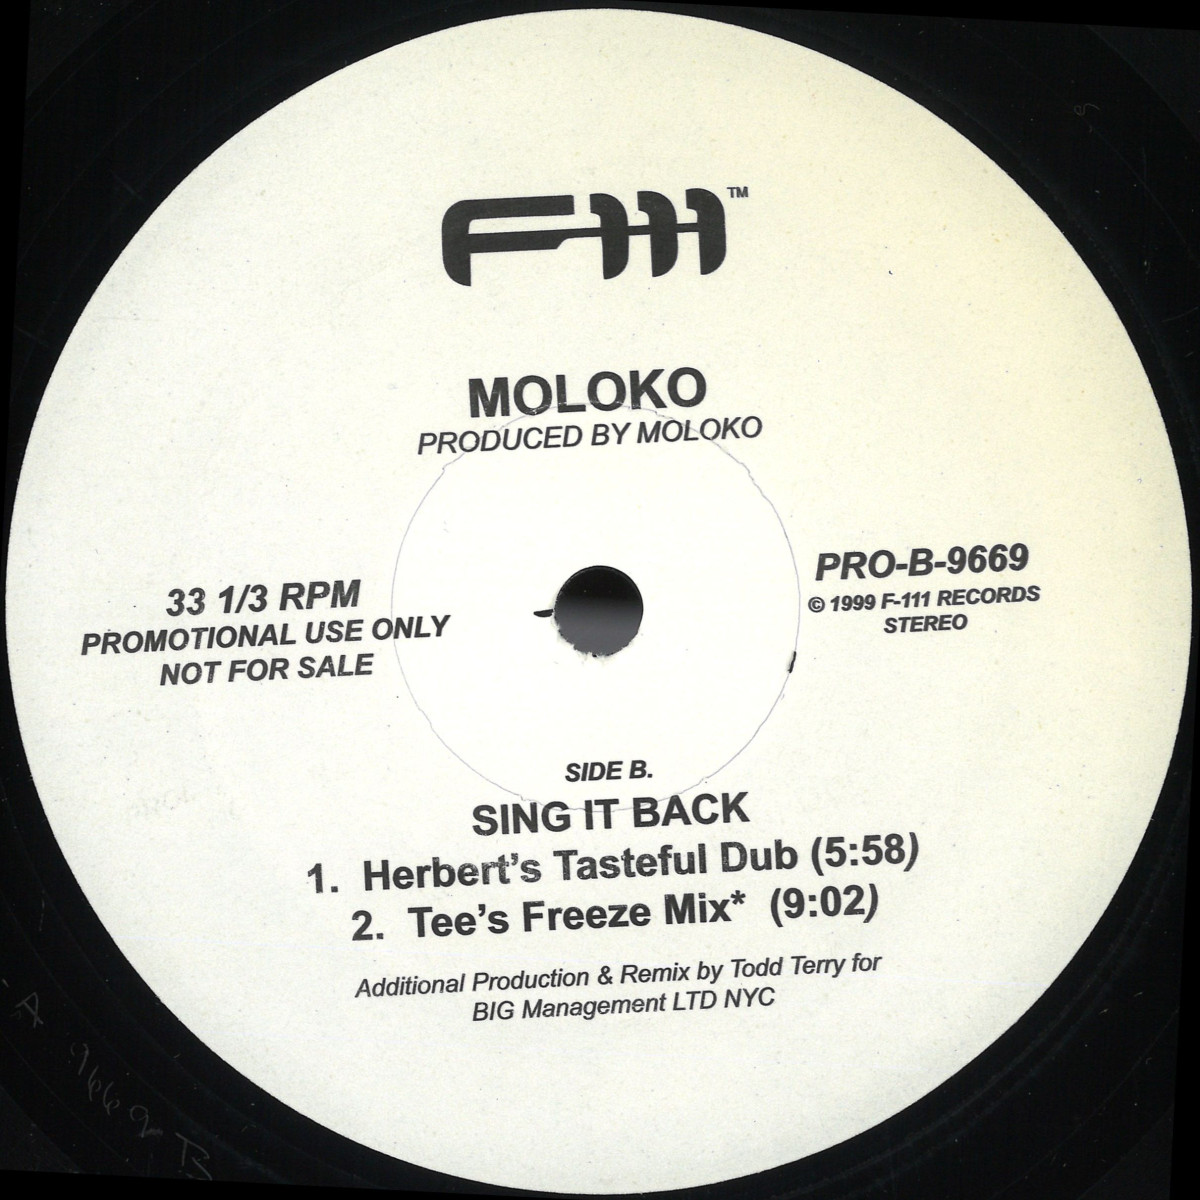 F-111™
MOLOKO
PRODUCED BY MOLOKO
33 1/3 RPM
PROMOTIONAL USE ONLY
NOT FOR SALE
PRO-B-9669
© 1999 F-111 RECORDS
STEREO
SIDE B.
SING IT BACK
1. Herbert's Tasteful Dub (5:58)
2. Tee's Freeze Mix* (9:02)
Additional Production & Remix by Todd Terry for
BIG Management LTD NYC
A 9669 B